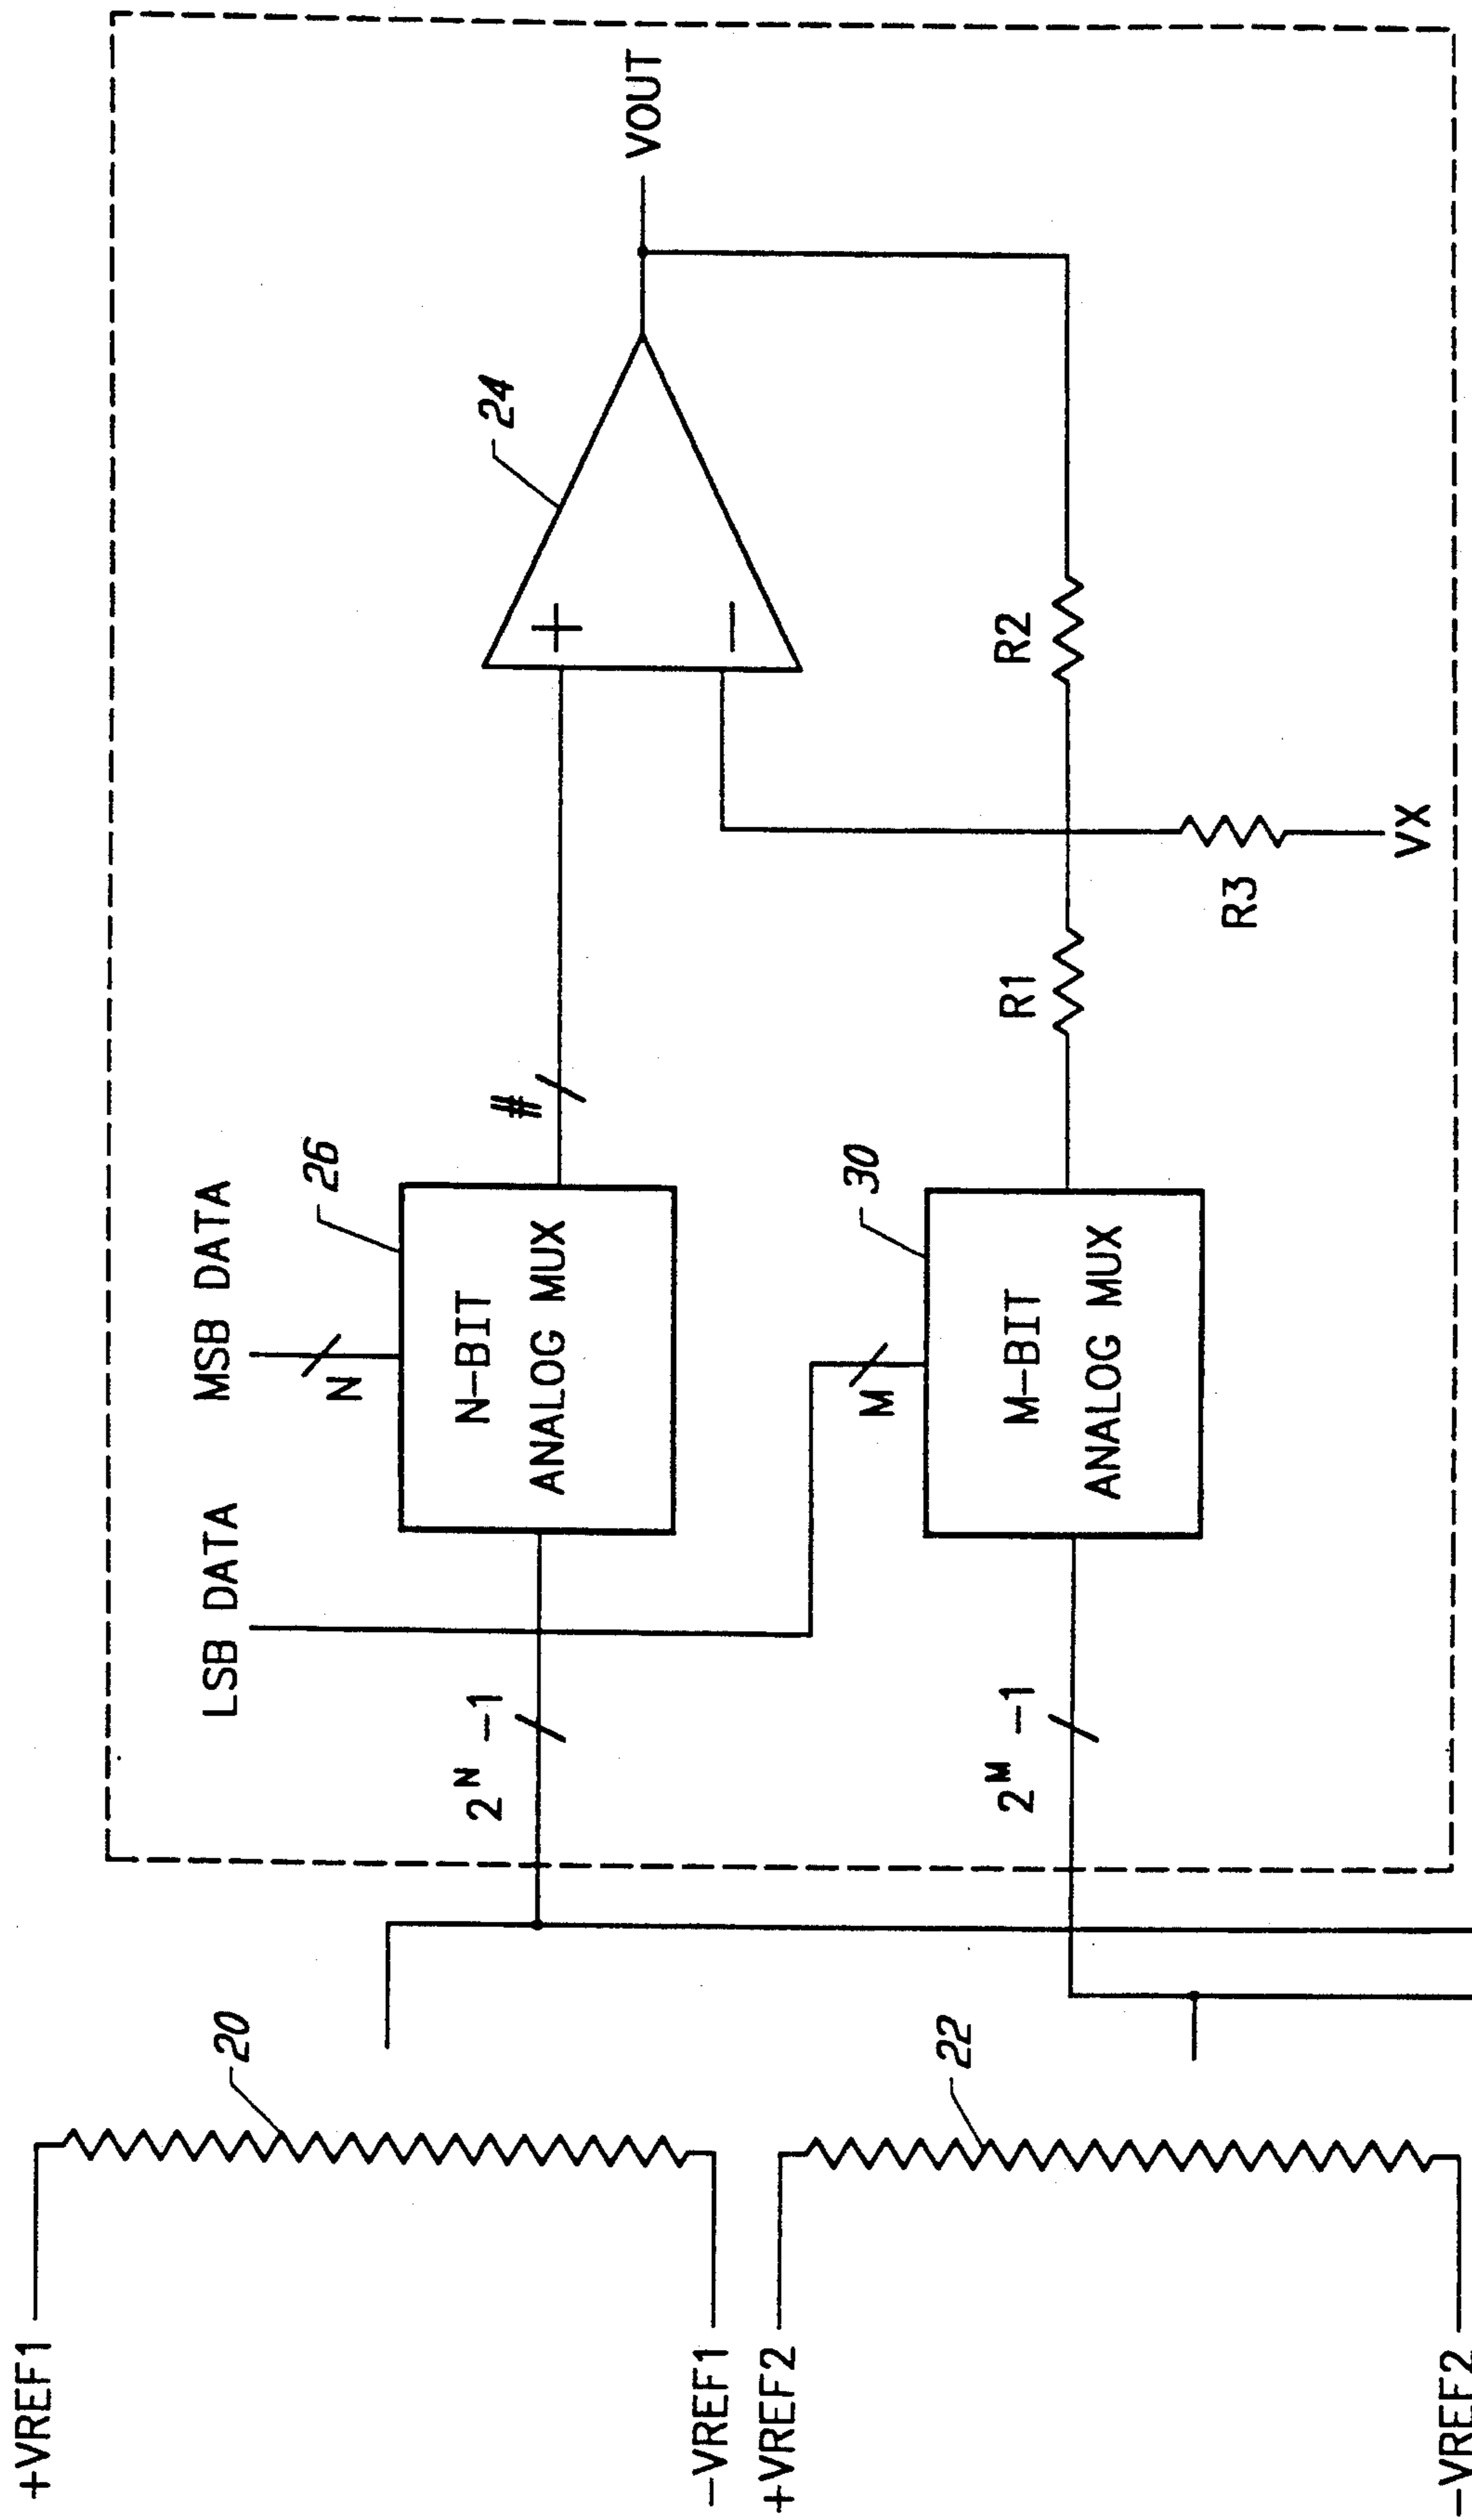 +VREF1
20
-VREF1
+VREF2
22
-VREF2
LSB DATA
MSB DATA
N
26
2ᴺ -1
N-BIT
ANALOG MUX
#
24
+
−
VOUT
M
30
2ᴹ -1
M-BIT
ANALOG MUX
R1
R2
R3
VX